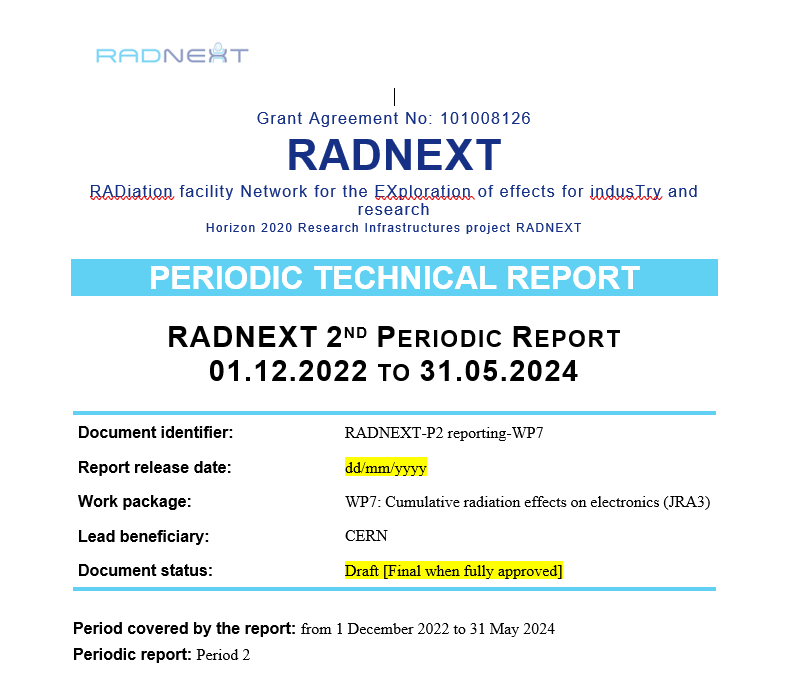 RADNEXT
Grant Agreement No: 101008126
RADNEXT
RADiation facility Network for the EXploration of effects for indusTry and
research
Horizon 2020 Research Infrastructures project RADNEXT
PERIODIC TECHNICAL REPORT
RADNEXT 2ND PERIODIC REPORT
01.12.2022 TO 31.05.2024
Document identifier: RADNEXT-P2 reporting-WP7
Report release date: dd/mm/yyyy
Work package: WP7: Cumulative radiation effects on electronics (JRA3)
Lead beneficiary: CERN
Document status: Draft [Final when fully approved]
Period covered by the report: from 1 December 2022 to 31 May 2024
Periodic report: Period 2